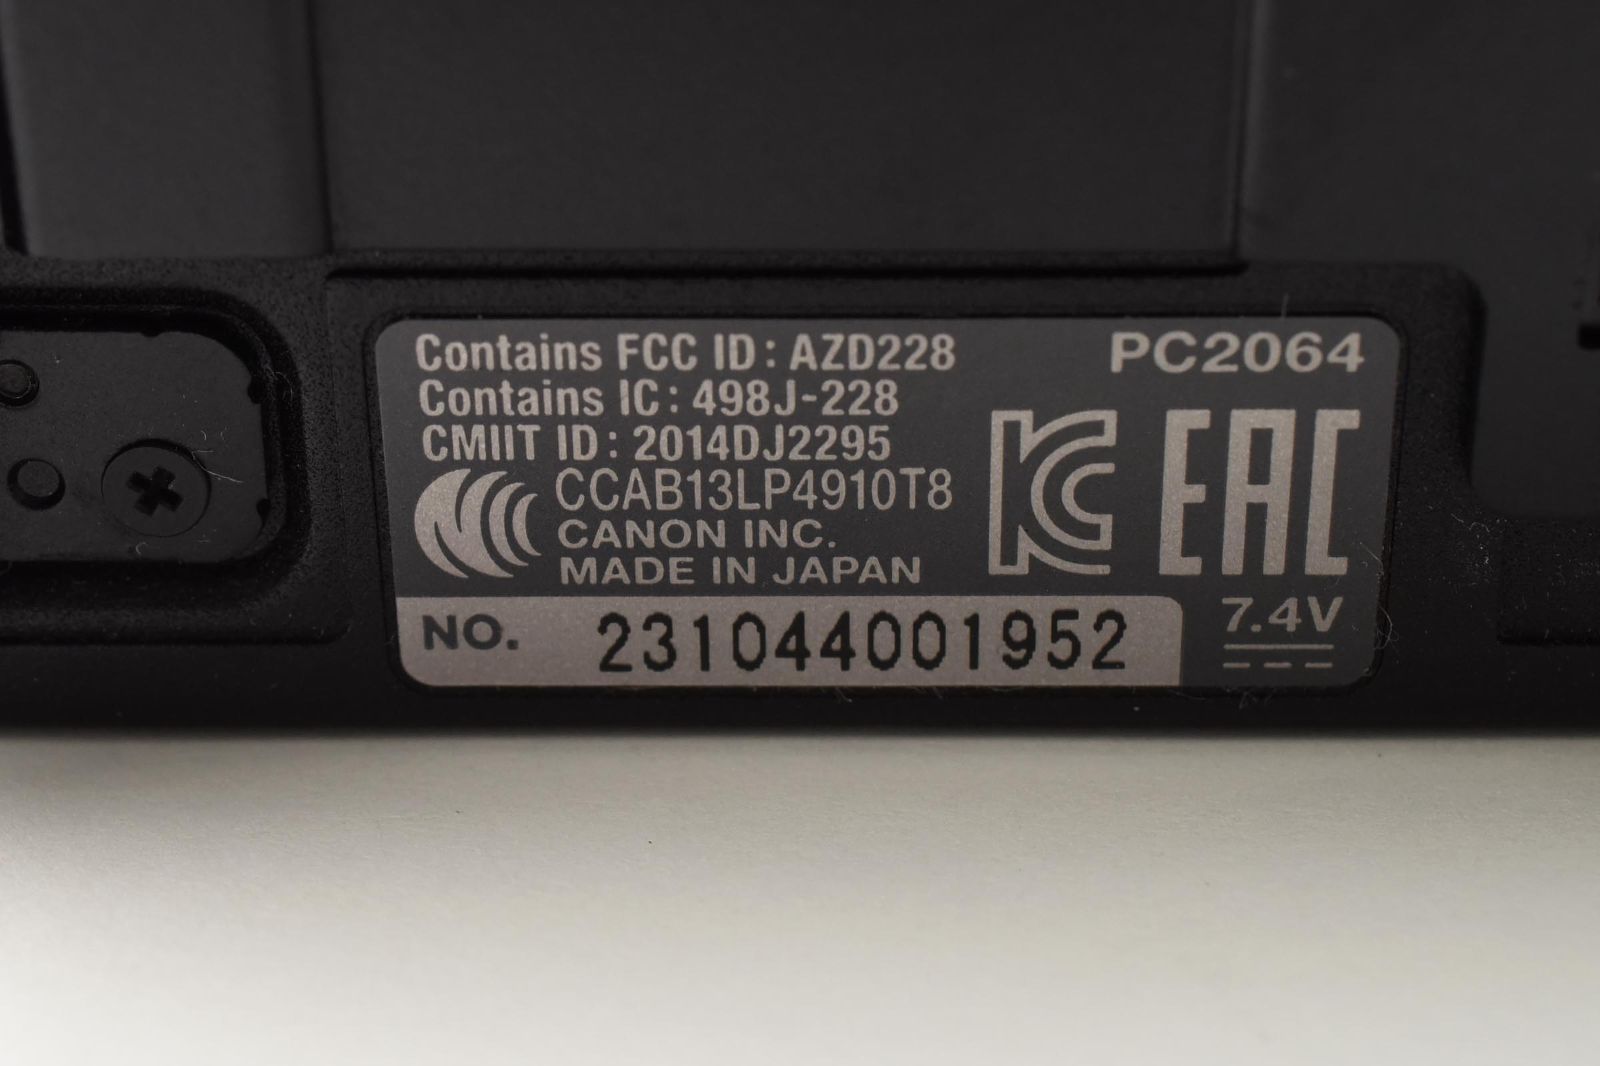 Contains FCC ID: AZD228
PC2064
Contains IC: 498J-228
CMIIT ID: 2014DJ2295
CCAB13LP4910T8
CANON INC.
MADE IN JAPAN
KC
EAC
7.4V
NO. 231044001952